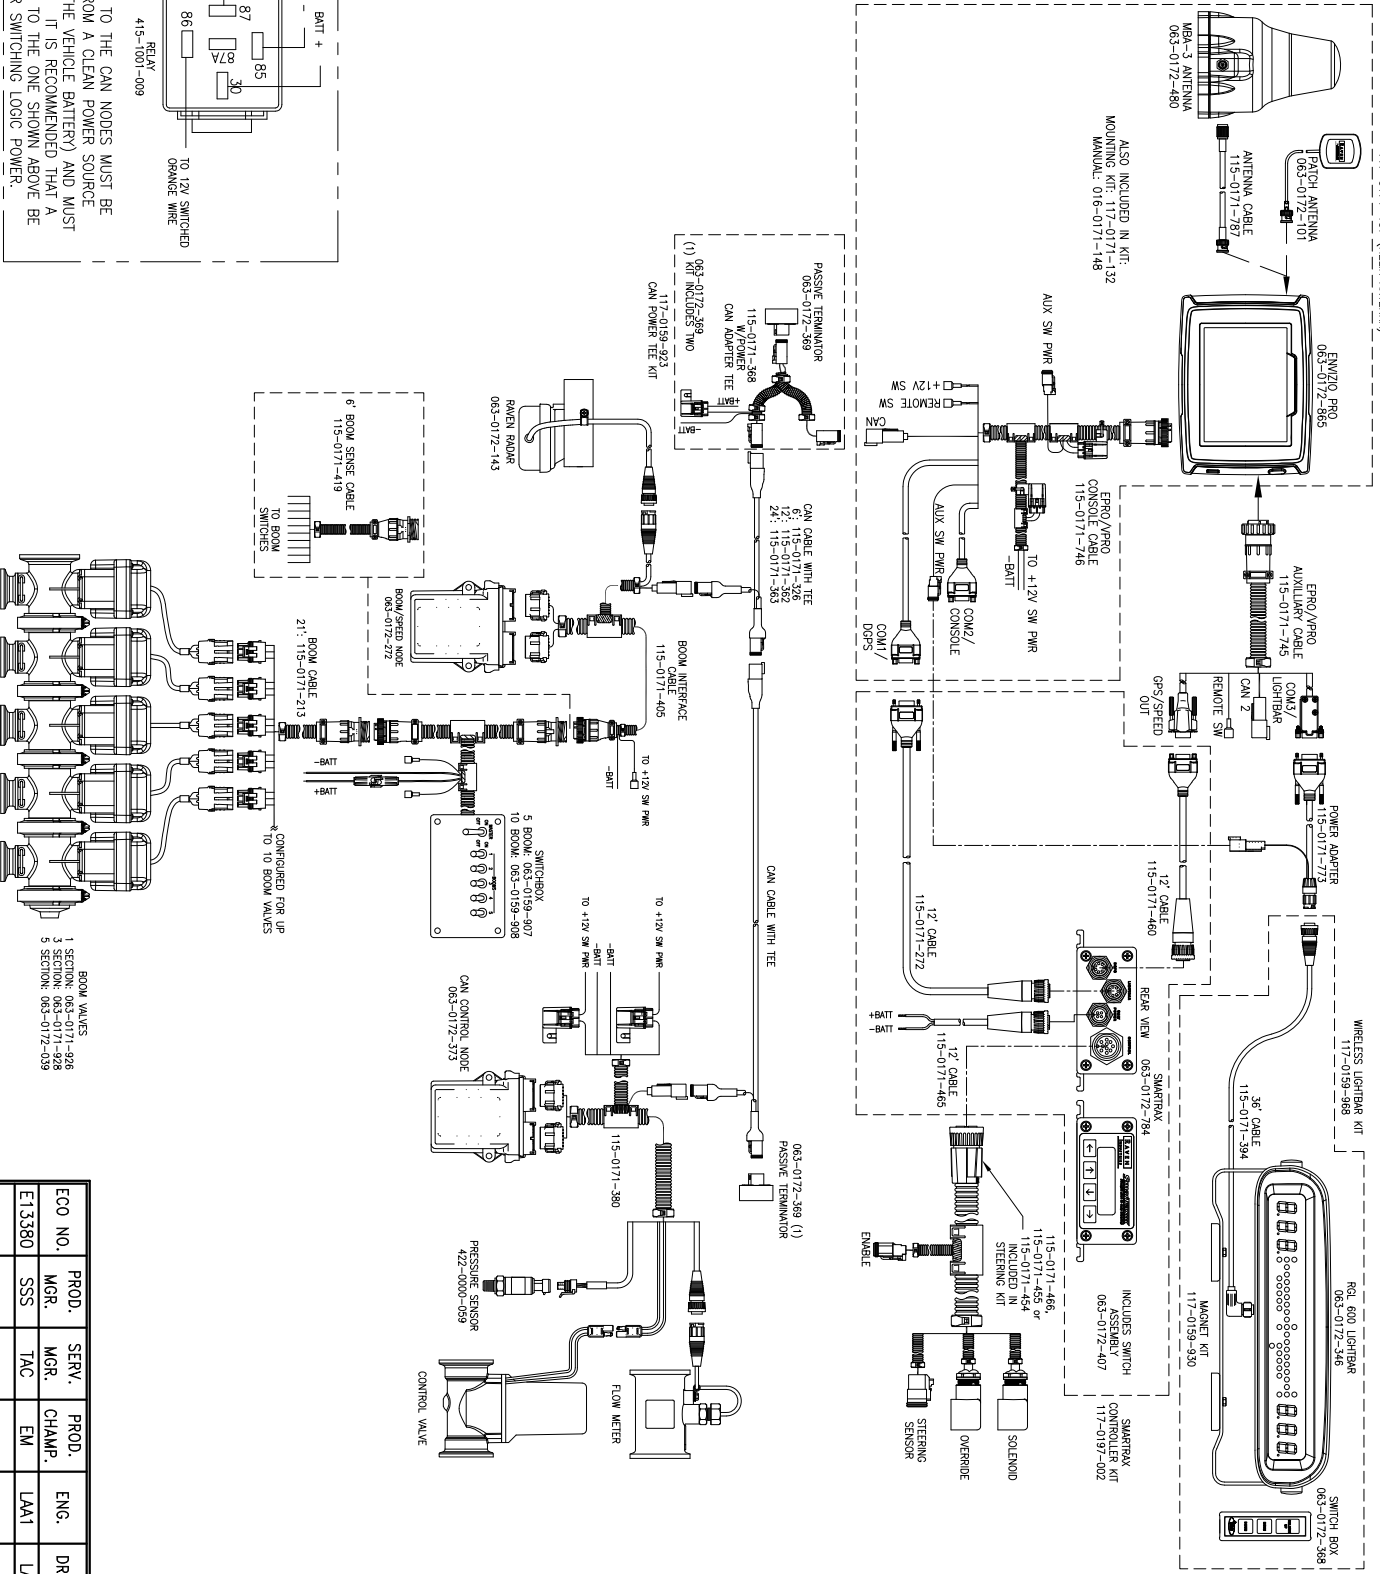 MBA-3 ANTENNA
063-0172-480
PATCH ANTENNA
063-0172-101
ANTENNA CABLE
115-0171-787
ALSO INCLUDED IN KIT:
MOUNTING KIT: 117-0171-132
MANUAL: 016-0171-148
ENVIZIO PRO
063-0172-865
AUX SW PWR
+12V SW
REMOTE SW
CAN
EPRO/VPRO
CONSOLE CABLE
115-0171-746
TO +12V SW PWR
-BATT
AUX SW PWR
COM2/
CONSOLE
COM1/
DGPS
EPRO/VPRO
AUXILIARY CABLE
115-0171-745
COM3/
LIGHTBAR
CAN 2
REMOTE SW
GPS/SPEED
OUT
POWER ADAPTER
115-0171-773
12' CABLE
115-0171-460
12' CABLE
115-0171-272
+BATT
-BATT
12' CABLE
115-0171-465
REAR VIEW
SMARTRAX
063-0172-784
INCLUDES SWITCH
ASSEMBLY
063-0172-407
SMARTRAX
CONTROLLER KIT
117-0197-002
RAVEN
115-0171-466,
115-0171-455 or
115-0171-454
INCLUDED IN
STEERING KIT
ENABLE
SOLENOID
OVERRIDE
STEERING
SENSOR
WIRELESS LIGHTBAR KIT
117-0159-968
36' CABLE
115-0171-394
RGL 600 LIGHTBAR
063-0172-346
MAGNET KIT
117-0159-930
SWITCH BOX
063-0172-368
PASSIVE TERMINATOR
063-0172-369
CAN ADAPTER TEE
W/POWER
115-0171-368
+BATT
-BATT
063-0172-369
(1) KIT INCLUDES TWO
117-0159-923
CAN POWER TEE KIT
RAVEN RADAR
063-0172-143
CAN CABLE WITH TEE
6': 115-0171-326
12': 115-0171-362
24': 115-0171-363
6' BOOM SENSE CABLE
115-0171-419
TO BOOM
SWITCHES
BOOM/SPEED NODE
063-0172-272
BOOM INTERFACE
CABLE
115-0171-405
TO +12V SW PWR
-BATT
BOOM CABLE
21': 115-0171-213
-BATT
+BATT
SWITCHBOX
5 BOOM: 063-0159-907
10 BOOM: 063-0159-908
MASTER
ON
OFF
ON
OFF
1
2
3
4
5
CONFIGURED FOR UP
TO 10 BOOM VALVES
BOOM VALVES
1 SECTION: 063-0171-926
3 SECTION: 063-0171-928
5 SECTION: 063-0172-039
CAN CABLE WITH TEE
TO +12V SW PWR
-BATT
-BATT
TO +12V SW PWR
CAN CONTROL NODE
063-0172-373
115-0171-380
063-0172-369 (1)
PASSIVE TERMINATOR
PRESSURE SENSOR
422-0000-059
CONTROL VALVE
FLOW METER
BATT +
-
87
86
87A
85
30
RELAY
415-1001-009
TO 12V SWITCHED
ORANGE WIRE
TO THE CAN NODES MUST BE
ROM A CLEAN POWER SOURCE
THE VEHICLE BATTERY) AND MUST
IT IS RECOMMENDED THAT A
TO THE ONE SHOWN ABOVE BE
R SWITCHING LOGIC POWER.
ECO NO. PROD. MGR. SERV. MGR. PROD. CHAMP. ENG. DR
E13380 SSS TAC EM LAA1 LA